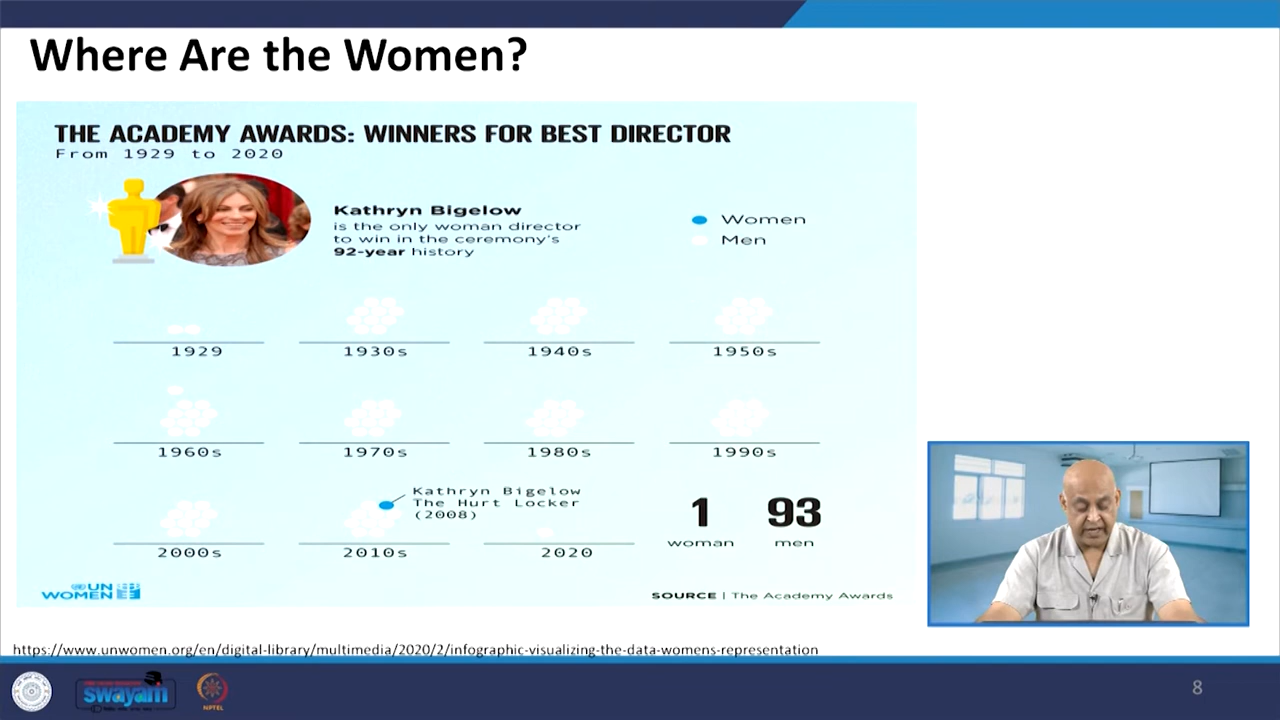 Where Are the Women?
THE ACADEMY AWARDS: WINNERS FOR BEST DIRECTOR
From 1929 to 2020
Kathryn Bigelow
is the only woman director
to win in the ceremony's
92-year history
Women
Men
1929
1930s
1940s
1950s
1960s
1970s
1980s
1990s
Kathryn Bigelow
The Hurt Locker
(2008)
2000s
2010s
2020
1
woman
93
men
UN
WOMEN
SOURCE | The Academy Awards
https://www.unwomen.org/en/digital-library/multimedia/2020/2/infographic-visualizing-the-data-womens-representation
swayam
NPTEL
8